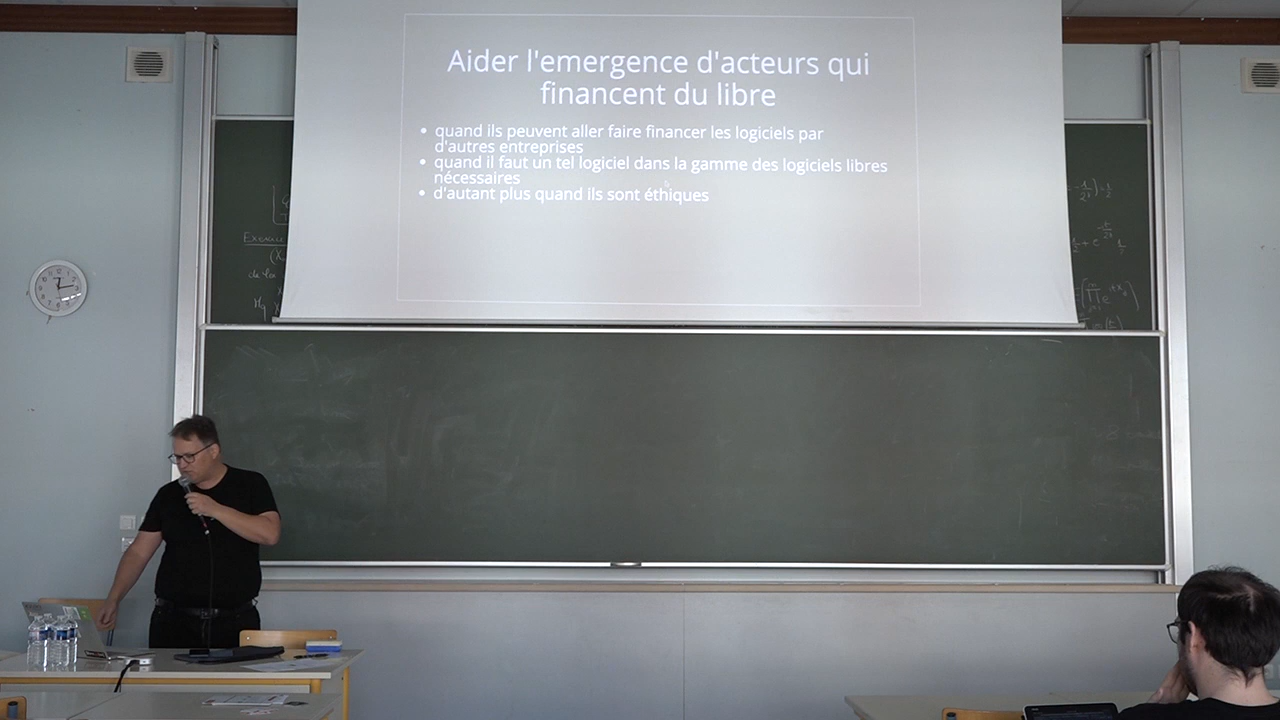 Aider l'emergence d'acteurs qui
financent du libre
• quand ils peuvent aller faire financer les logiciels par
d'autres entreprises
• quand il faut un tel logiciel dans la gamme des logiciels libres
nécessaires
• d'autant plus quand ils sont éthiques